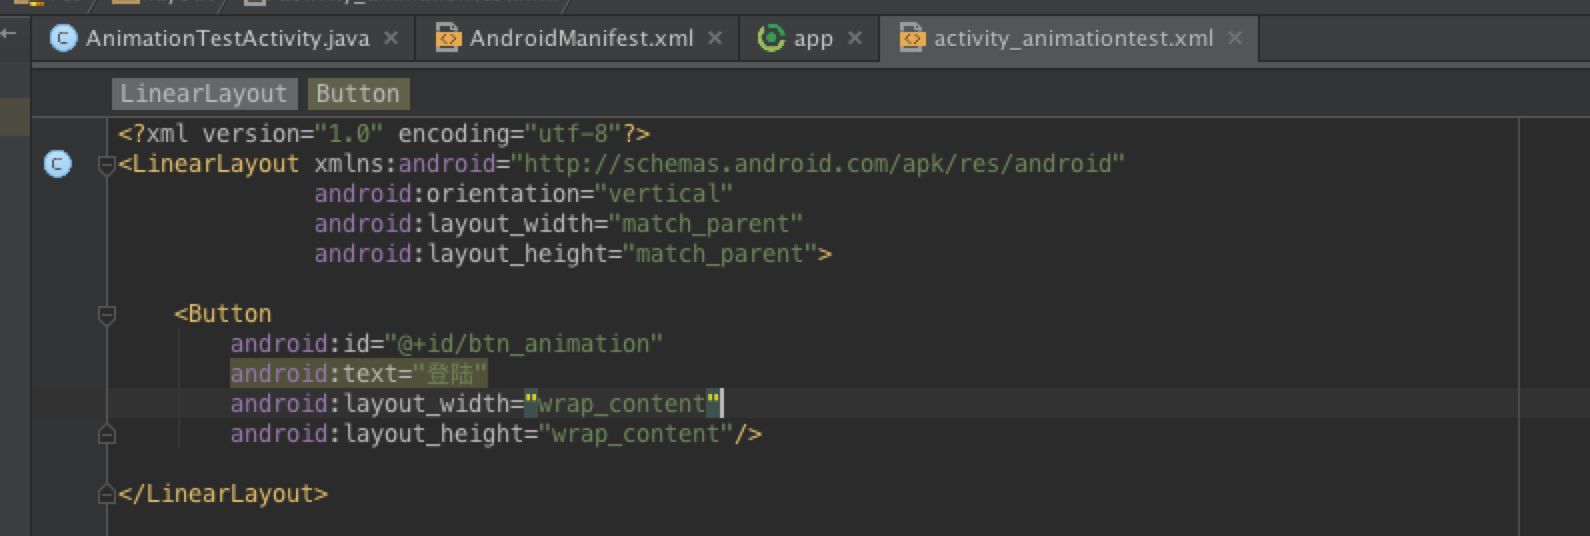 AnimationTestActivity.java AndroidManifest.xml app activity_animationtest.xml
LinearLayout Button
<?xml version="1.0" encoding="utf-8"?>
<LinearLayout xmlns:android="http://schemas.android.com/apk/res/android"
android:orientation="vertical"
android:layout_width="match_parent"
android:layout_height="match_parent">
<Button
android:id="@+id/btn_animation"
android:text="登陆"
android:layout_width="wrap_content"
android:layout_height="wrap_content"/>
</LinearLayout>